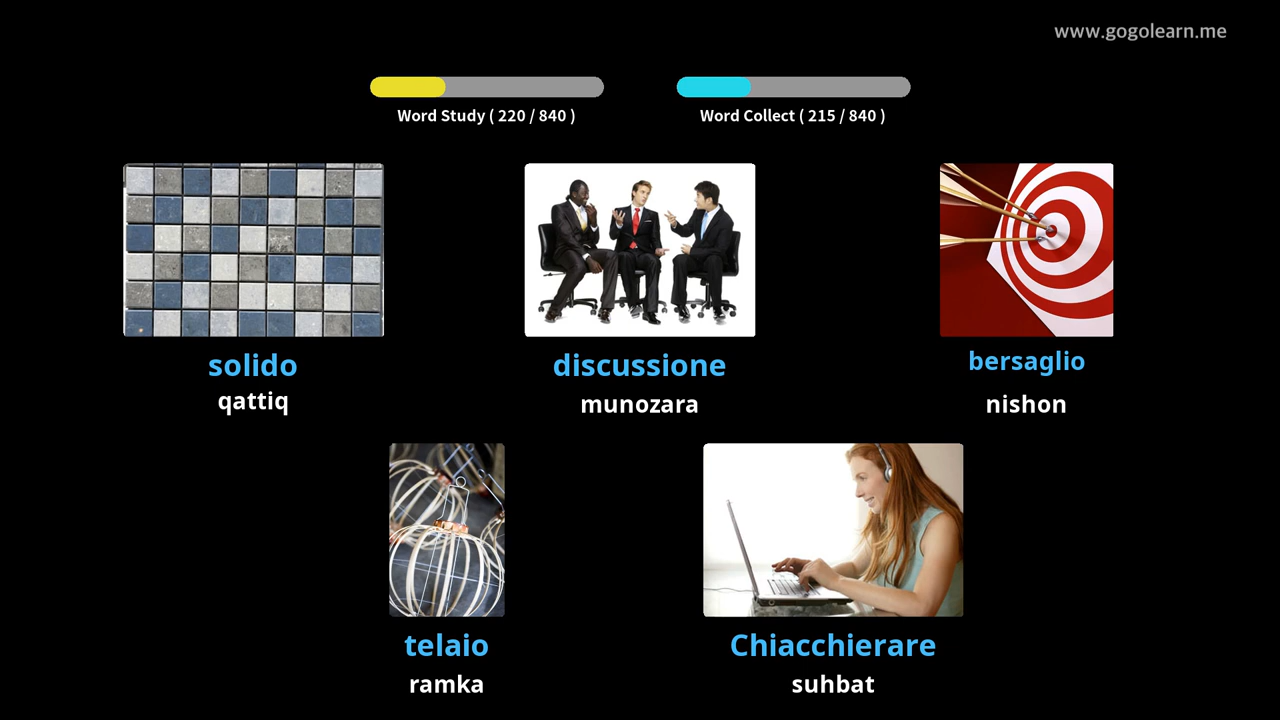 www.gogolearn.me
Word Study ( 220 / 840 )
Word Collect ( 215 / 840 )
solido
qattiq
discussione
munozara
bersaglio
nishon
telaio
ramka
Chiacchierare
suhbat